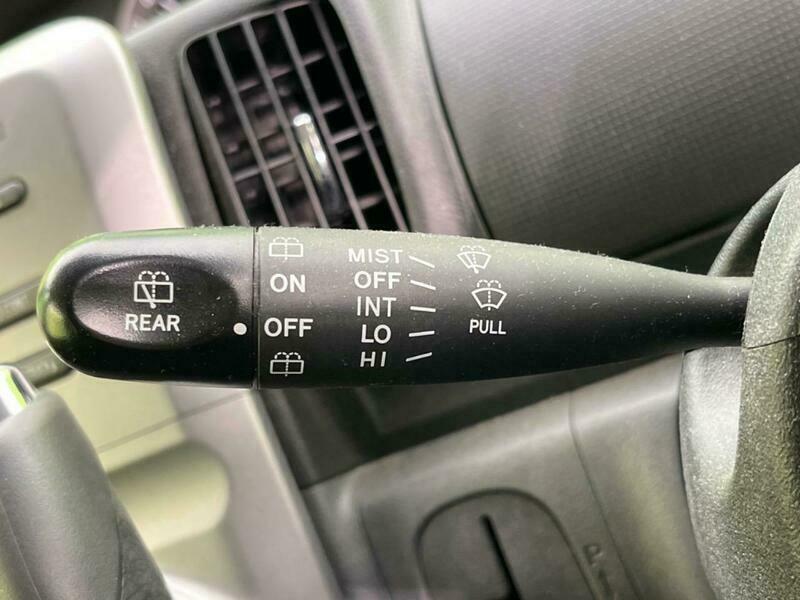 REAR
ON
OFF
MIST
OFF
INT
LO
HI
PULL